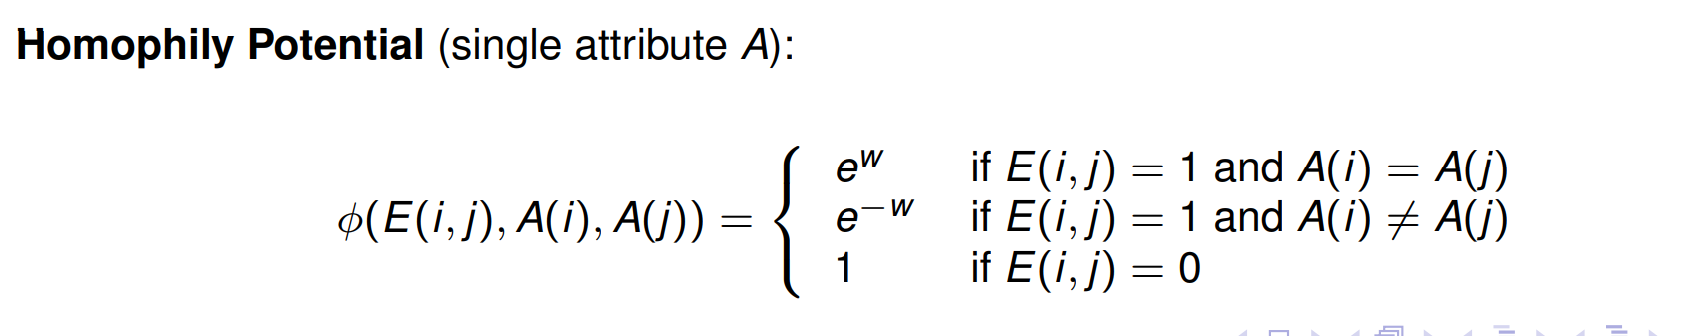 Homophily Potential (single attribute A):
e^w if E(i, j) = 1 and A(i) = A(j)
ϕ(E(i, j), A(i), A(j)) = { e^−w if E(i, j) = 1 and A(i) ≠ A(j)
1 if E(i, j) = 0